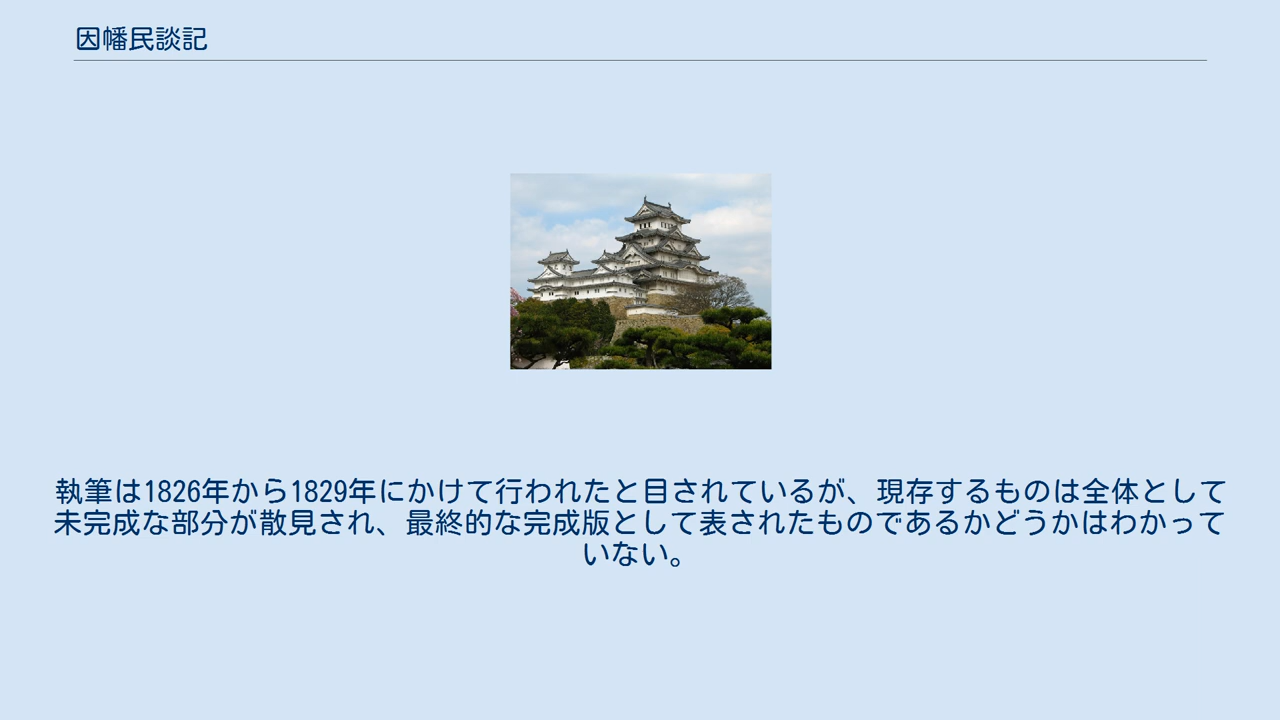 因幡民談記
執筆は1826年から1829年にかけて行われたと目されているが、現存するものは全体として
未完成な部分が散見され、最終的な完成版として表されたものであるかどうかはわかって
いない。